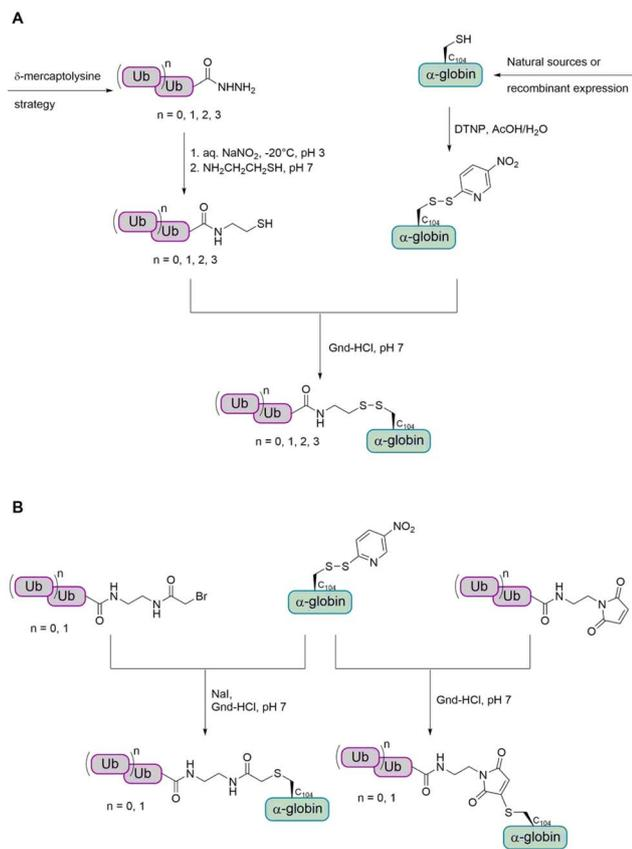 A
δ-mercaptolysine
strategy
( Ub )n Ub
O
NHNH2
n = 0, 1, 2, 3
SH
C104
α-globin
Natural sources or
recombinant expression
1. aq. NaNO2, -20°C, pH 3
2. NH2CH2CH2SH, pH 7
DTNP, AcOH/H2O
( Ub )n Ub
O
N
H
SH
n = 0, 1, 2, 3
NO2
S-S
N
C104
α-globin
Gnd-HCl, pH 7
( Ub )n Ub
O
N
H
S-S
C104
α-globin
n = 0, 1, 2, 3
B
( Ub )n Ub
O
H
N
N
H
O
Br
n = 0, 1
NO2
S-S
N
C104
α-globin
( Ub )n Ub
O
H
N
N
O
O
n = 0, 1
NaI,
Gnd-HCl, pH 7
Gnd-HCl, pH 7
( Ub )n Ub
O
H
N
N
H
O
S
C104
α-globin
n = 0, 1
( Ub )n Ub
O
H
N
N
O
O
S
C104
α-globin
n = 0, 1